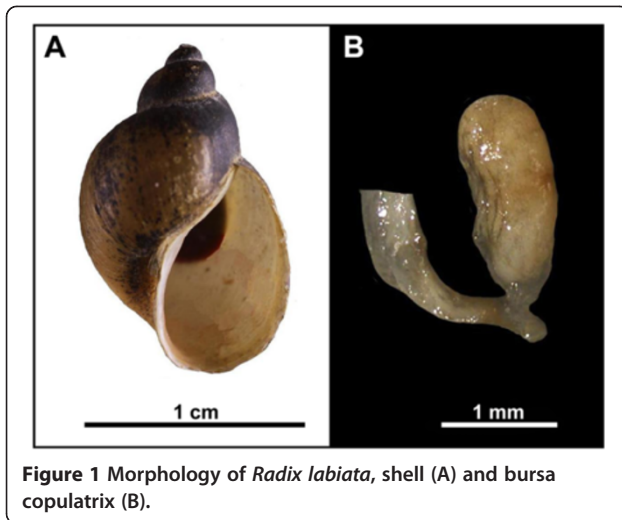 A
B
1 cm
1 mm
Figure 1 Morphology of Radix labiata, shell (A) and bursa
copulatrix (B).